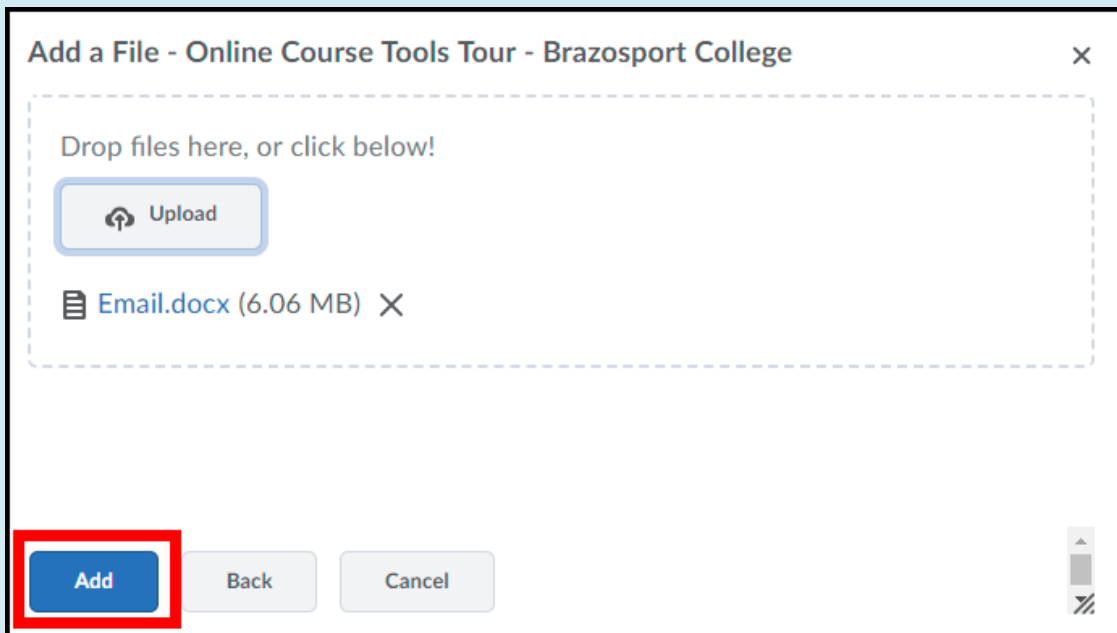 Add a File - Online Course Tools Tour - Brazosport College
Drop files here, or click below!
Upload
Email.docx (6.06 MB)
Add Back Cancel